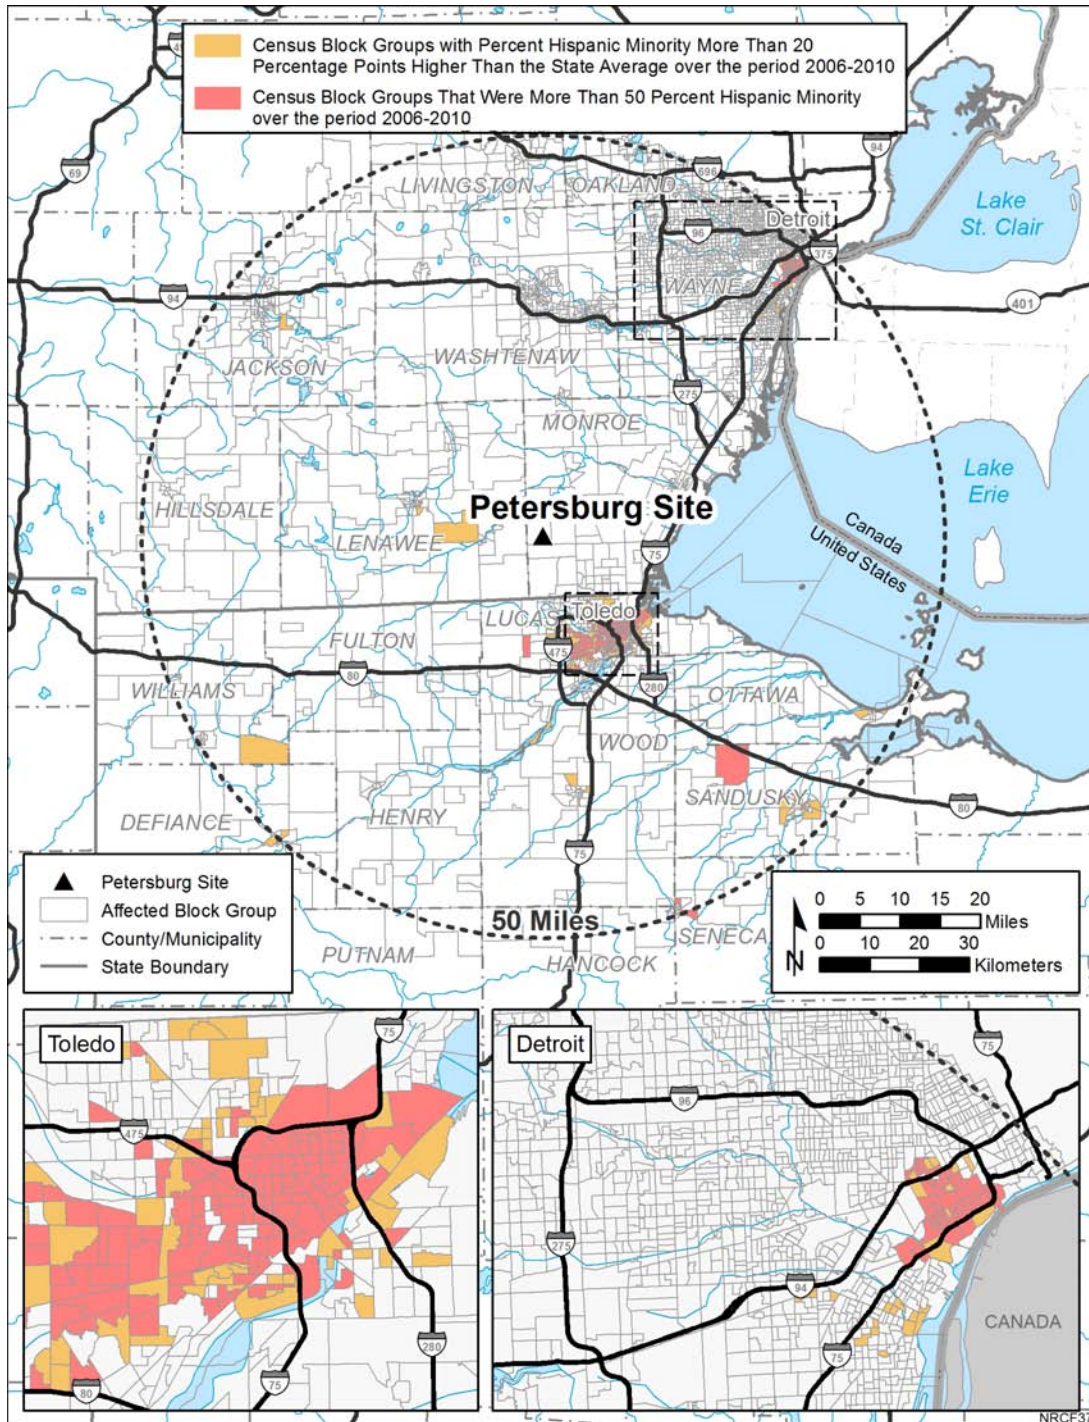 Census Block Groups with Percent Hispanic Minority More Than 20
Percentage Points Higher Than the State Average over the period 2006-2010
Census Block Groups That Were More Than 50 Percent Hispanic Minority
over the period 2006-2010
69
94
696
LIVINGSTON
OAKLAND
Lake
St. Clair
Detroit
96
375
94
WAYNE
401
JACKSON
WASHTENAW
275
MONROE
Lake
Erie
Petersburg Site
HILLSDALE
LENAWEE
Canada
United States
75
Toledo
LUCAS
FULTON
475
80
280
WILLIAMS
OTTAWA
WOOD
SANDUSKY
80
DEFIANCE
HENRY
75
Petersburg Site
Affected Block Group
County/Municipality
State Boundary
50 Miles
SENECA
PUTNAM
HANCOCK
0 5 10 15 20
Miles
0 10 20 30
Kilometers
N
Toledo
75
475
280
80
75
Detroit
75
96
275
94
75
CANADA